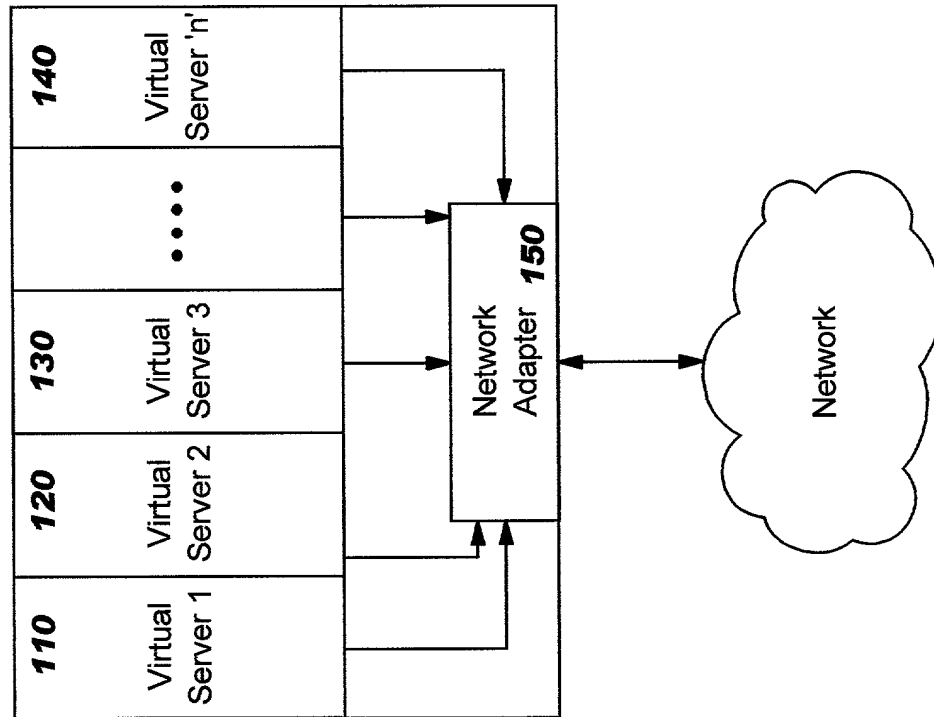 110
Virtual
Server 1
120
Virtual
Server 2
130
Virtual
Server 3
••••
140
Virtual
Server 'n'
Network
Adapter 150
Network